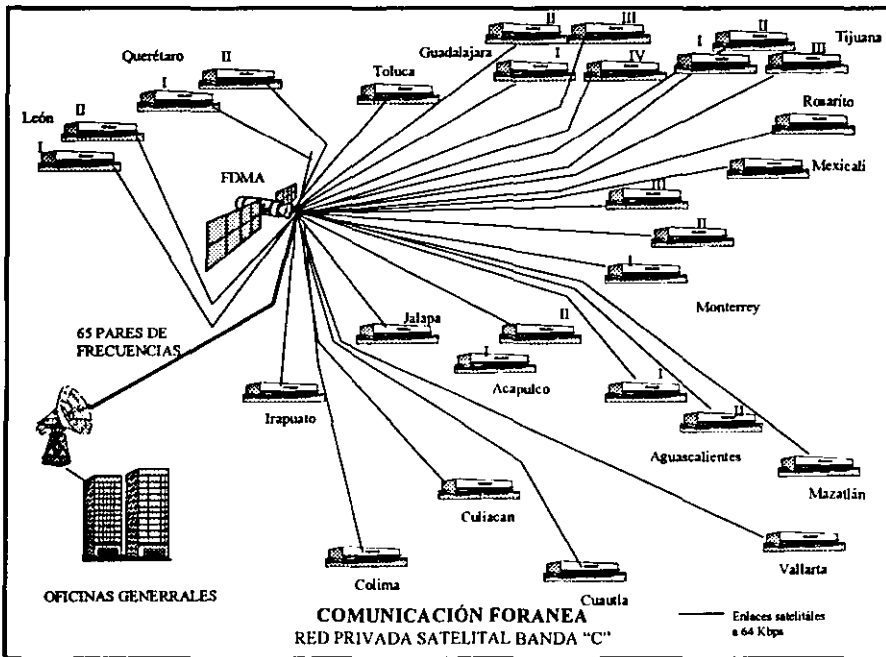 II
III
II
Tijuana
Querétaro
II
Guadalajara
I
IV
I
III
I
Toluca
Rosarito
León
II
I
FDMA
Mexicali
III
II
I
Monterrey
65 PARES DE
FRECUENCIAS
Jalapa
II
I
Acapulco
I
Irapuato
II
Aguascalientes
Mazatlán
Culiacan
Vallarta
Colima
Cuautla
OFICINAS GENERRALES
COMUNICACIÓN FORANEA
RED PRIVADA SATELITAL BANDA "C"
Enlaces satelitáles
a 64 Kbps